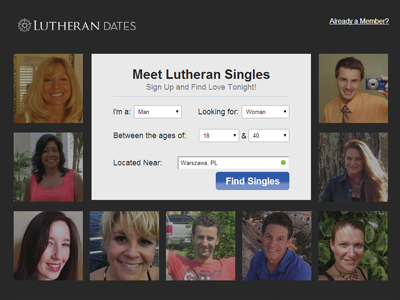 LUTHERAN DATES
Already a Member?
Meet Lutheran Singles
Sign Up and Find Love Tonight!
I'm a: Man Looking for: Woman
Between the ages of: 18 & 40
Located Near: Warszawa, PL
Find Singles